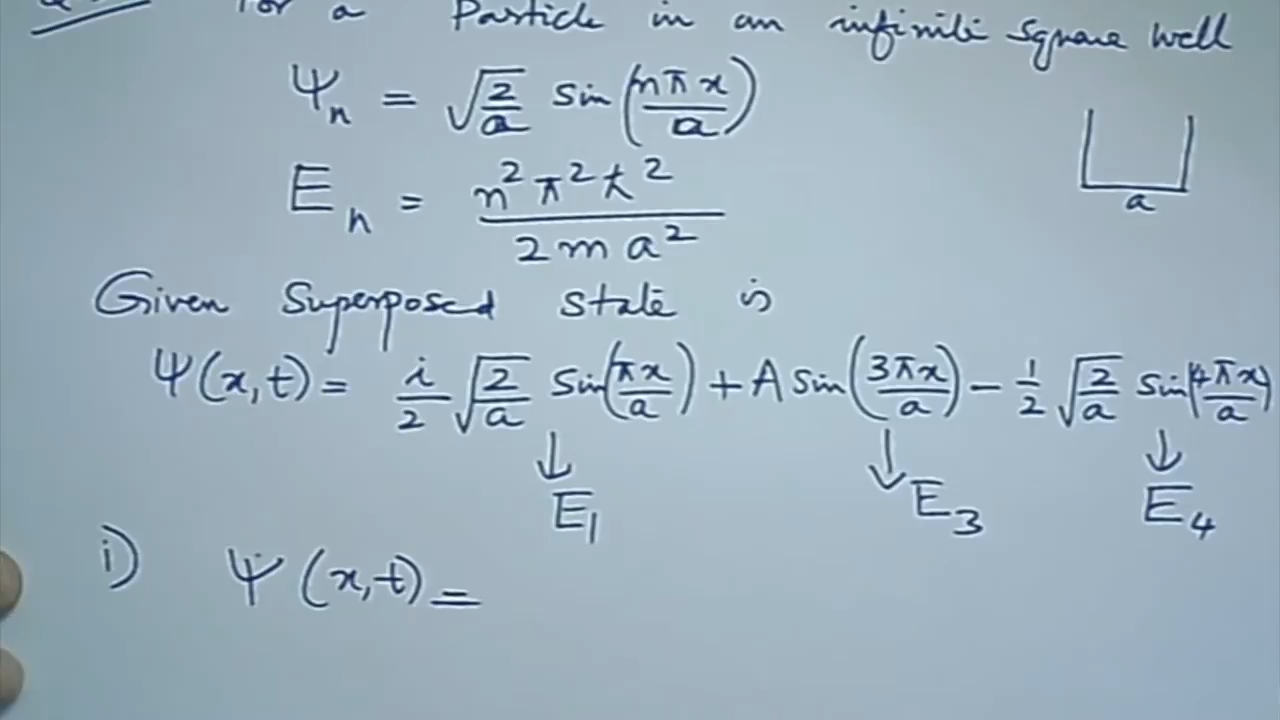 For a Particle in an infinite Square well
Ψn = √(2/a) Sin(nπx/a)
a
En = n²π²ħ² / 2ma²
Given Superposed State is
Ψ(x,t) = i/2 √(2/a) Sin(πx/a) + A Sin(3πx/a) − 1/2 √(2/a) Sin(4πx/a)
↓ ↓ ↓
E1 E3 E4
i) Ψ(x,t) =